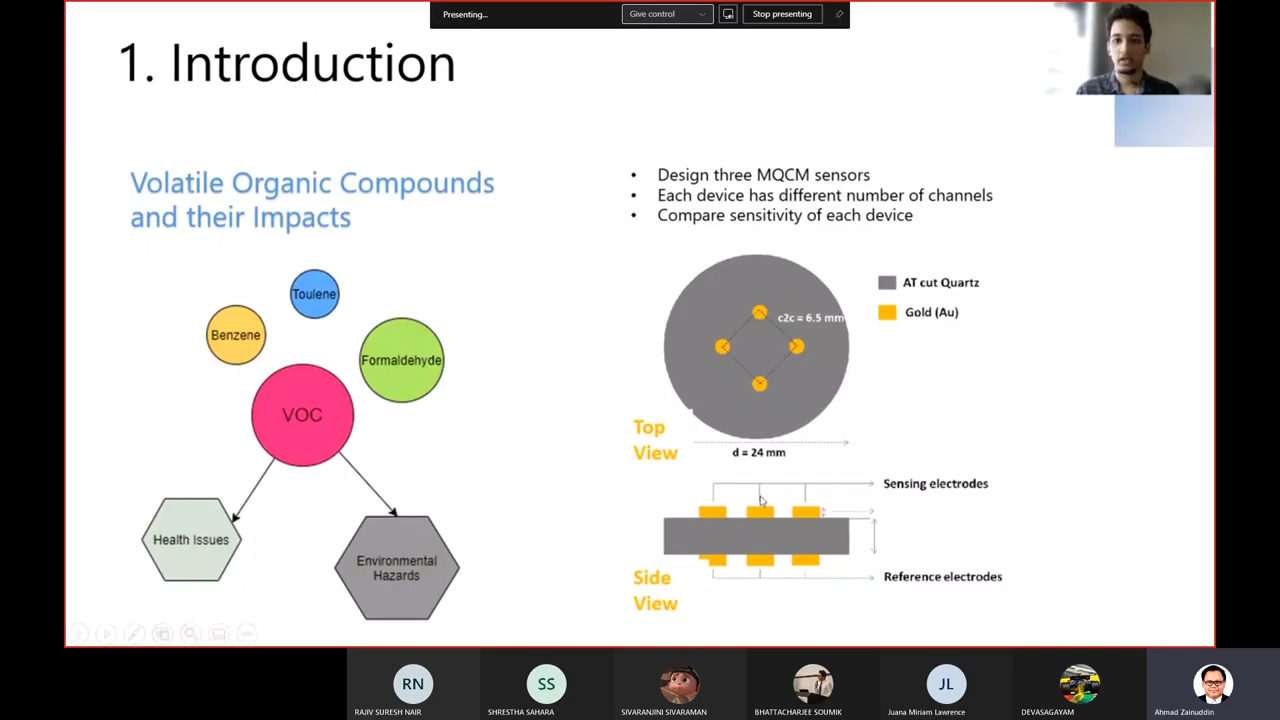 Presenting...
Give control
Stop presenting
1. Introduction
Volatile Organic Compounds
and their Impacts
Toulene
Benzene
Formaldehyde
VOC
Health Issues
Environmental
Hazards
• Design three MQCM sensors
• Each device has different number of channels
• Compare sensitivity of each device
c2c = 6.5 mm
AT cut Quartz
Gold (Au)
Top
View
d = 24 mm
Sensing electrodes
Side
View
Reference electrodes
RN
RAJIV SURESH NAIR
SS
SHRESTHA SAHARA
SIVARANJINI SIVARAMAN
BHATTACHARJEE SOUMIK
JL
Juana Miriam Lawrence
DEVASAGAYAM
Ahmad Zainuddin